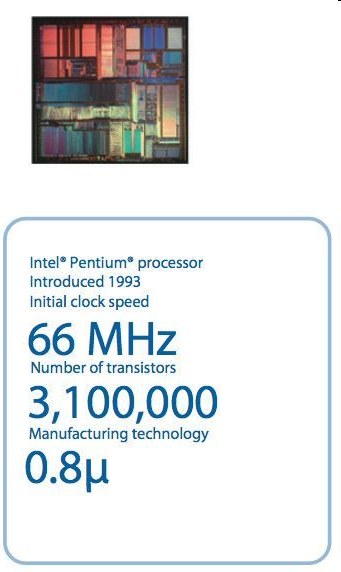 Intel® Pentium® processor
Introduced 1993
Initial clock speed
66 MHz
Number of transistors
3,100,000
Manufacturing technology
0.8µ